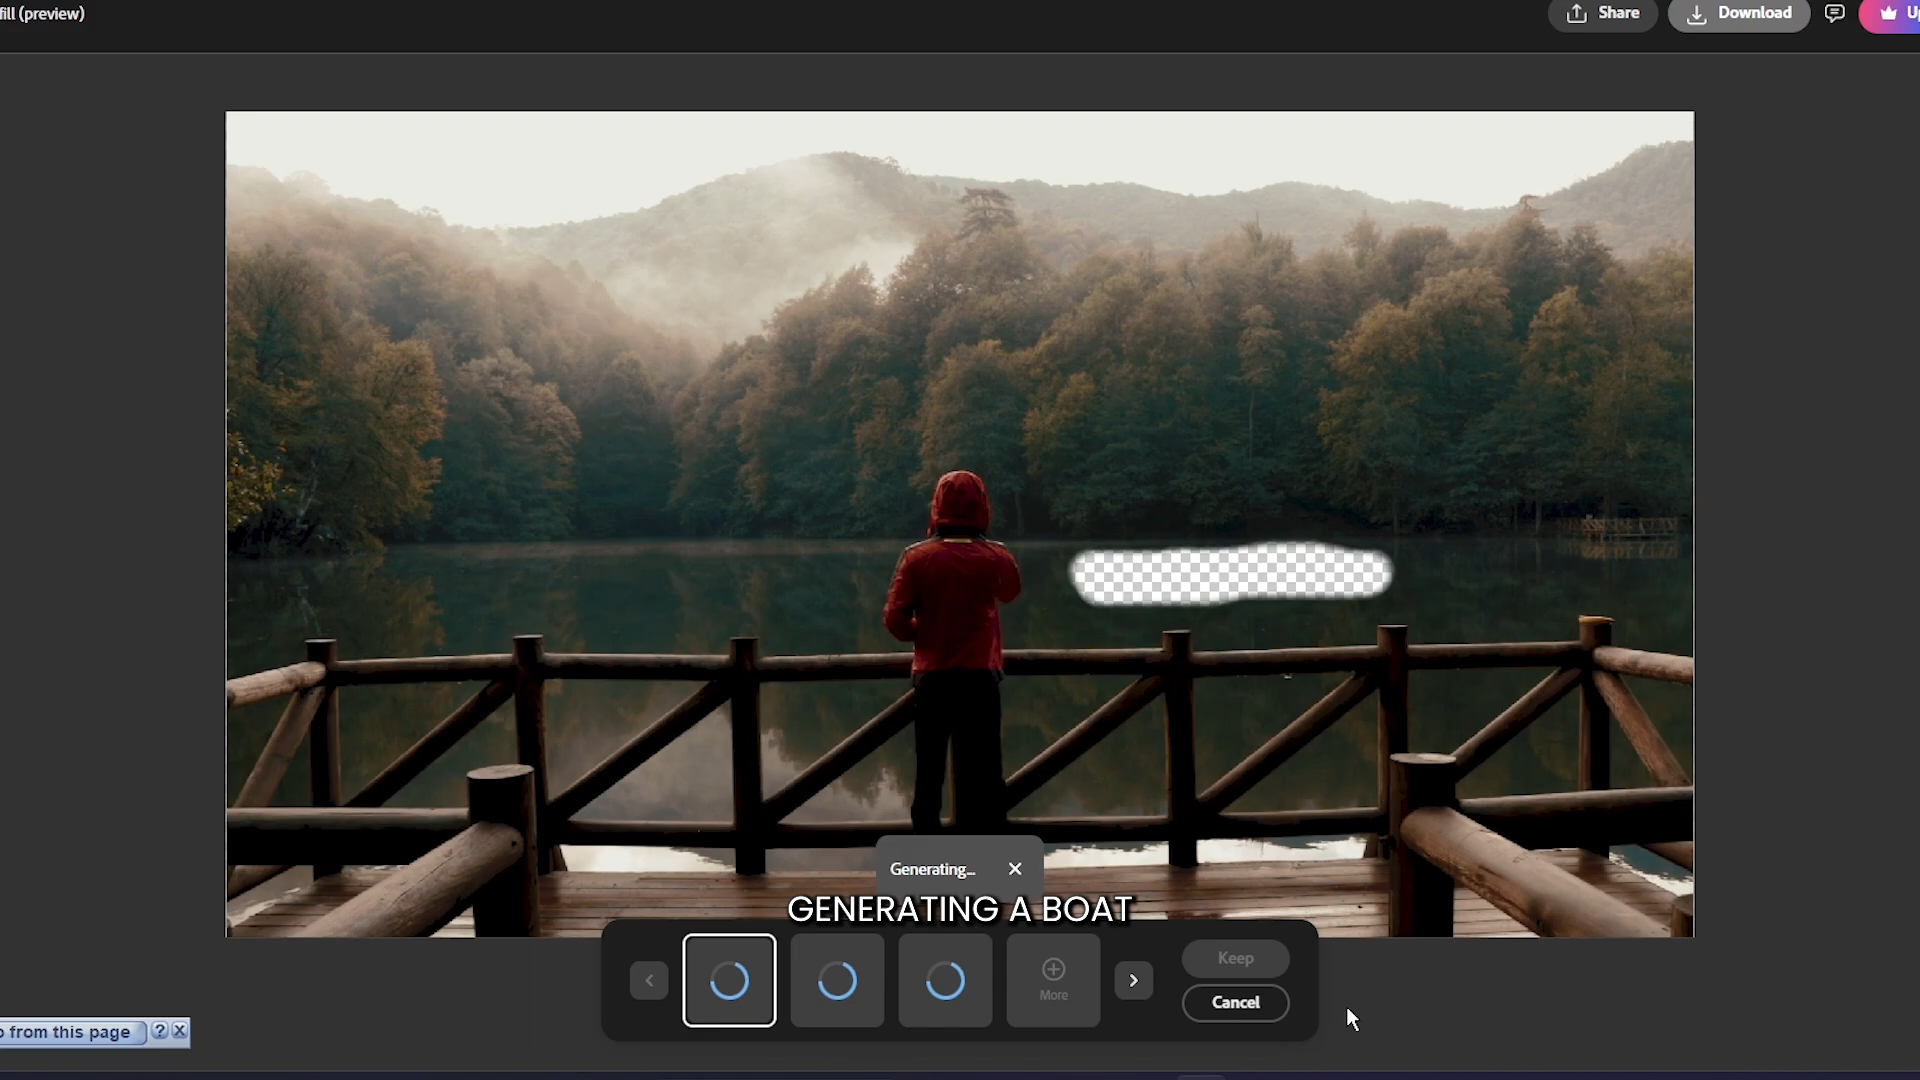 fill (preview)
Share
Download
Generating...
GENERATING A BOAT
More
Keep
Cancel
from this page
?